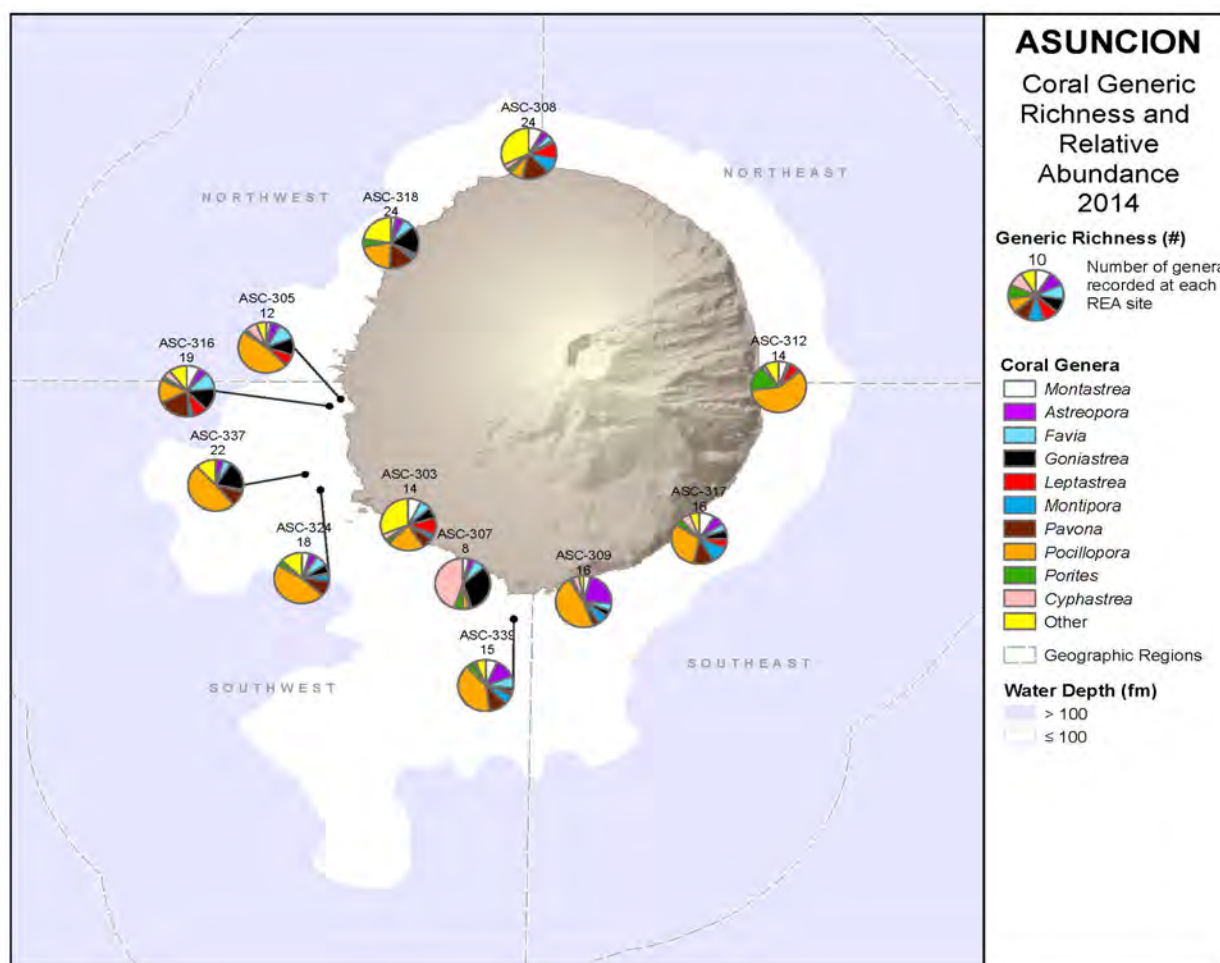 ASUNCION
Coral Generic
Richness and
Relative
Abundance
2014
Generic Richness (#)
10
Number of genera
recorded at each
REA site
Coral Genera
Montastrea
Astreopora
Favia
Goniastrea
Leptastrea
Montipora
Pavona
Pocillopora
Porites
Cyphastrea
Other
Geographic Regions
Water Depth (fm)
> 100
≤ 100
ASC-308
24
NORTHWEST
NORTHEAST
ASC-318
24
ASC-305
12
ASC-316
19
ASC-312
14
ASC-337
22
ASC-303
14
ASC-317
16
ASC-324
18
ASC-307
8
ASC-309
16
ASC-339
15
SOUTHWEST
SOUTHEAST